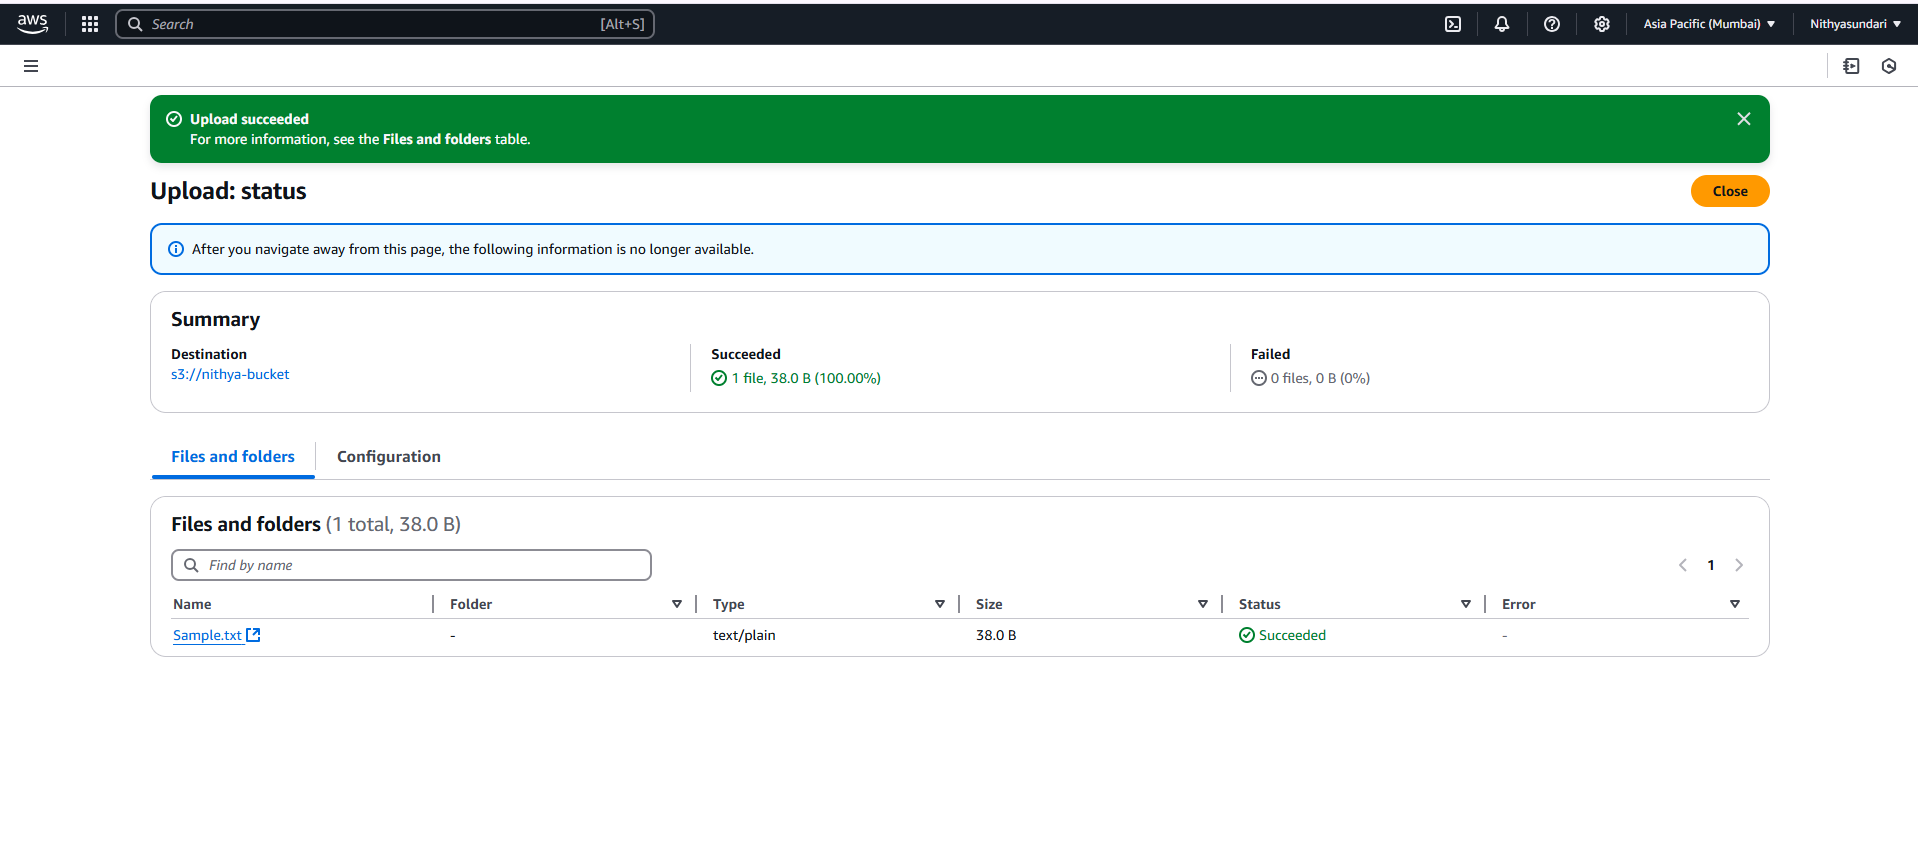 aws
Search [Alt+S]
Asia Pacific (Mumbai)
Nithyasundari
Upload succeeded
For more information, see the Files and folders table.
Upload: status
Close
After you navigate away from this page, the following information is no longer available.
Summary
Destination
s3://nithya-bucket
Succeeded
1 file, 38.0 B (100.00%)
Failed
0 files, 0 B (0%)
Files and folders
Configuration
Files and folders (1 total, 38.0 B)
Find by name
1
Name Folder Type Size Status Error
Sample.txt - text/plain 38.0 B Succeeded -